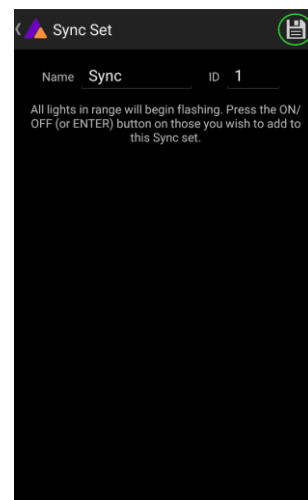 Sync Set
Name Sync ID 1
All lights in range will begin flashing. Press the ON/
OFF (or ENTER) button on those you wish to add to
this Sync set.